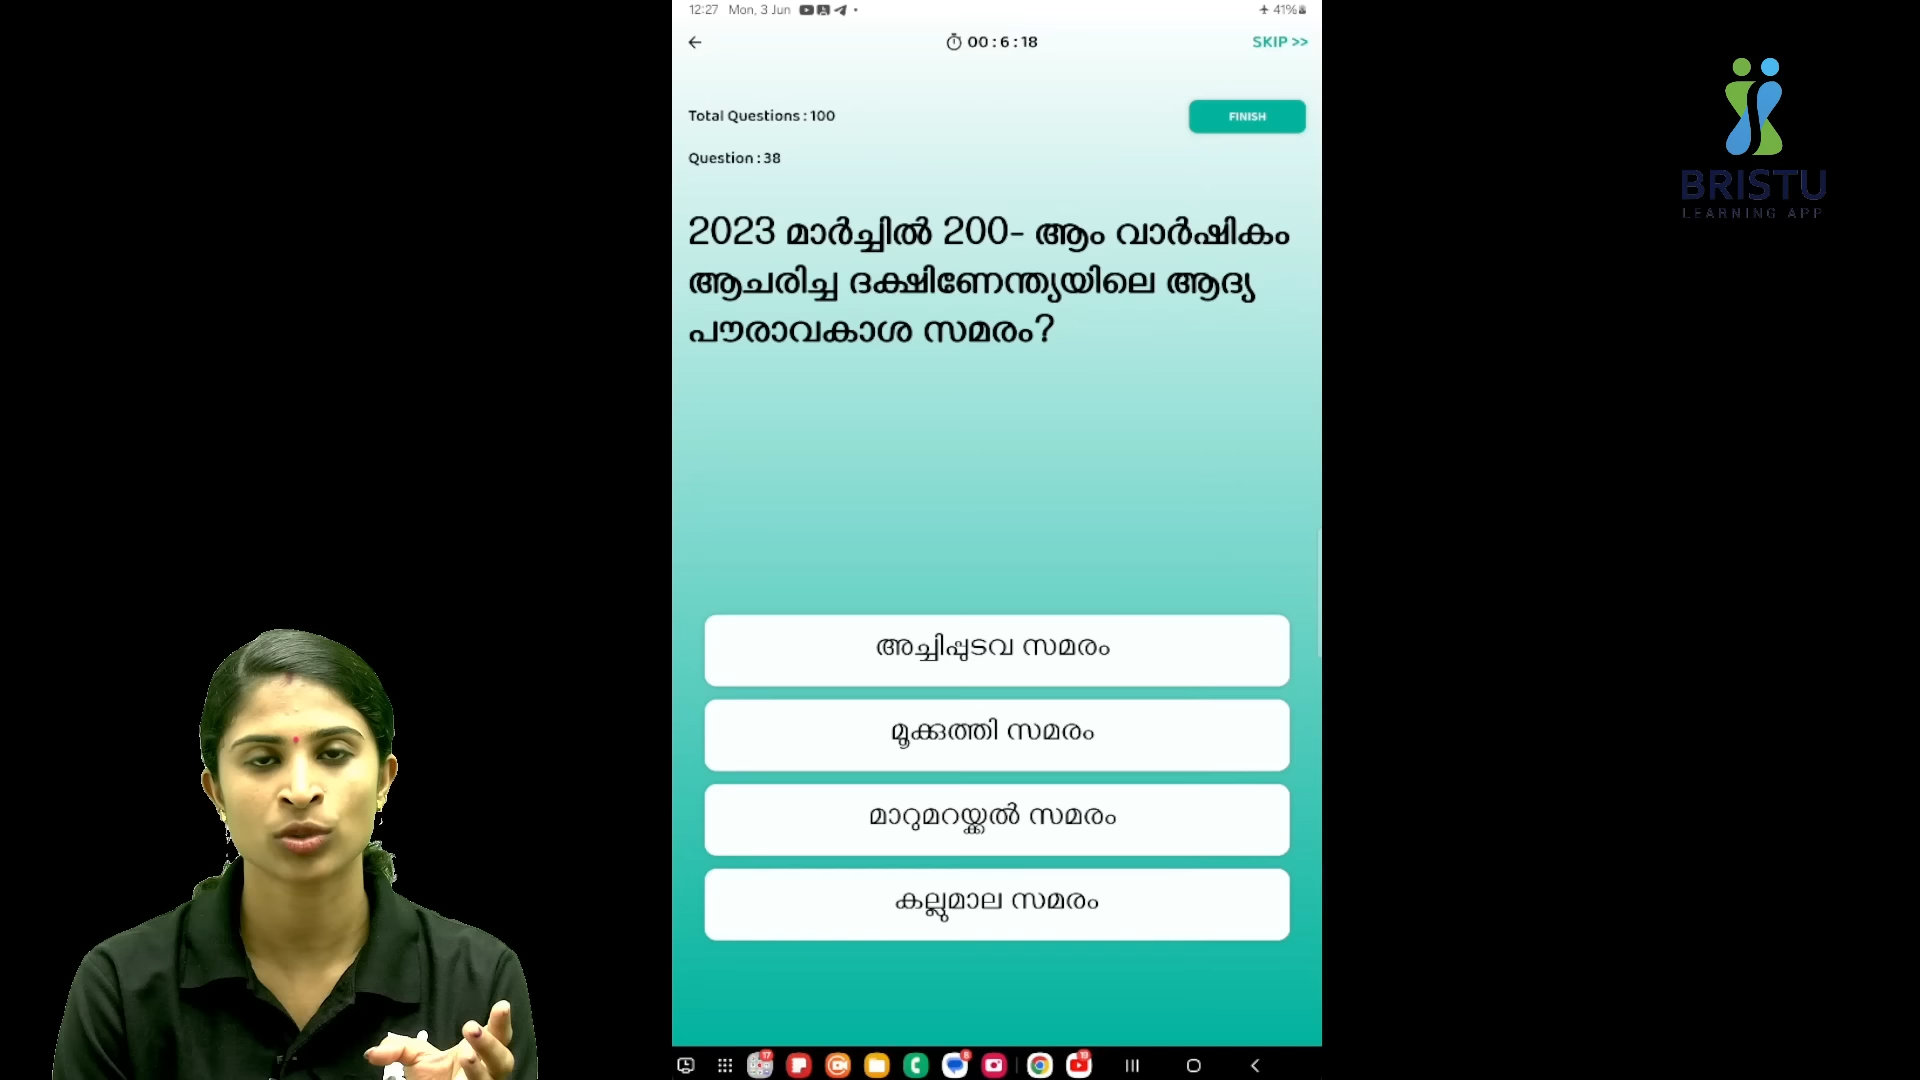 12:27 Mon, 3 Jun
41%
00 : 6 : 18
SKIP >>
Total Questions : 100
FINISH
Question : 38
2023 മാർച്ചിൽ 200- ആം വാർഷികം
ആചരിച്ച ദക്ഷിണേന്ത്യയിലെ ആദ്യ
പൗരാവകാശ സമരം?
അച്ചിപ്പുടവ സമരം
മൂക്കുത്തി സമരം
മാറുമറയ്ക്കൽ സമരം
കല്ലുമാല സമരം
BRISTU
LEARNING APP